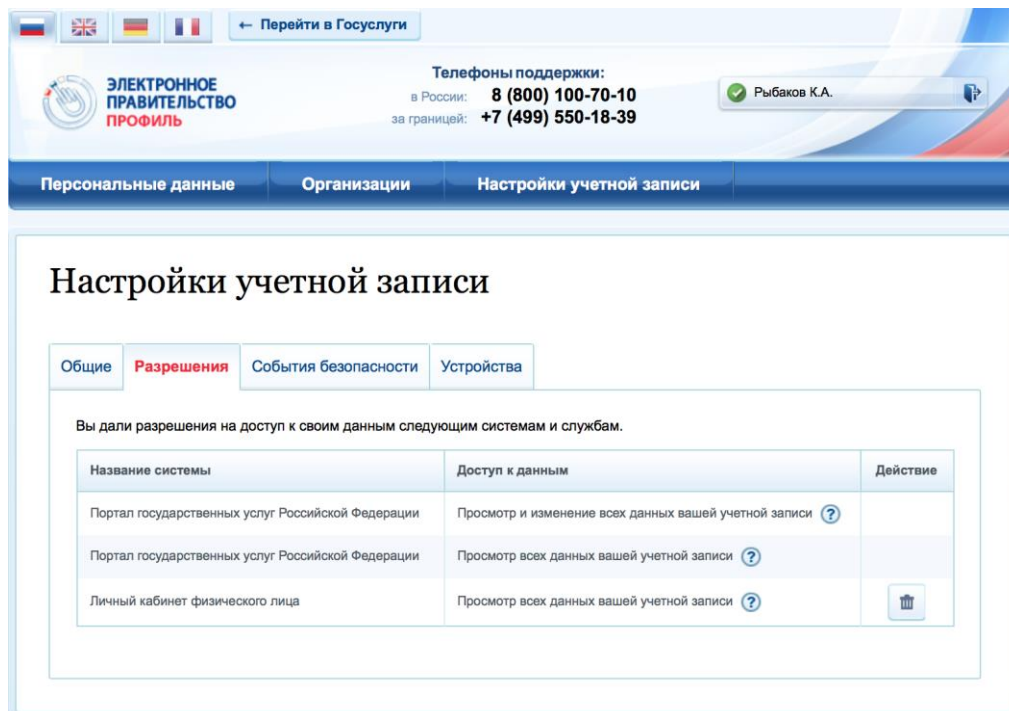 ← Перейти в Госуслуги
ЭЛЕКТРОННОЕ
ПРАВИТЕЛЬСТВО
ПРОФИЛЬ
Телефоны поддержки:
в России: 8 (800) 100-70-10
за границей: +7 (499) 550-18-39
Рыбаков К.А.
Персональные данные Организации Настройки учетной записи
Настройки учетной записи
Общие Разрешения События безопасности Устройства
Вы дали разрешения на доступ к своим данным следующим системам и службам.
Название системы Доступ к данным Действие
Портал государственных услуг Российской Федерации Просмотр и изменение всех данных вашей учетной записи ?
Портал государственных услуг Российской Федерации Просмотр всех данных вашей учетной записи ?
Личный кабинет физического лица Просмотр всех данных вашей учетной записи ?